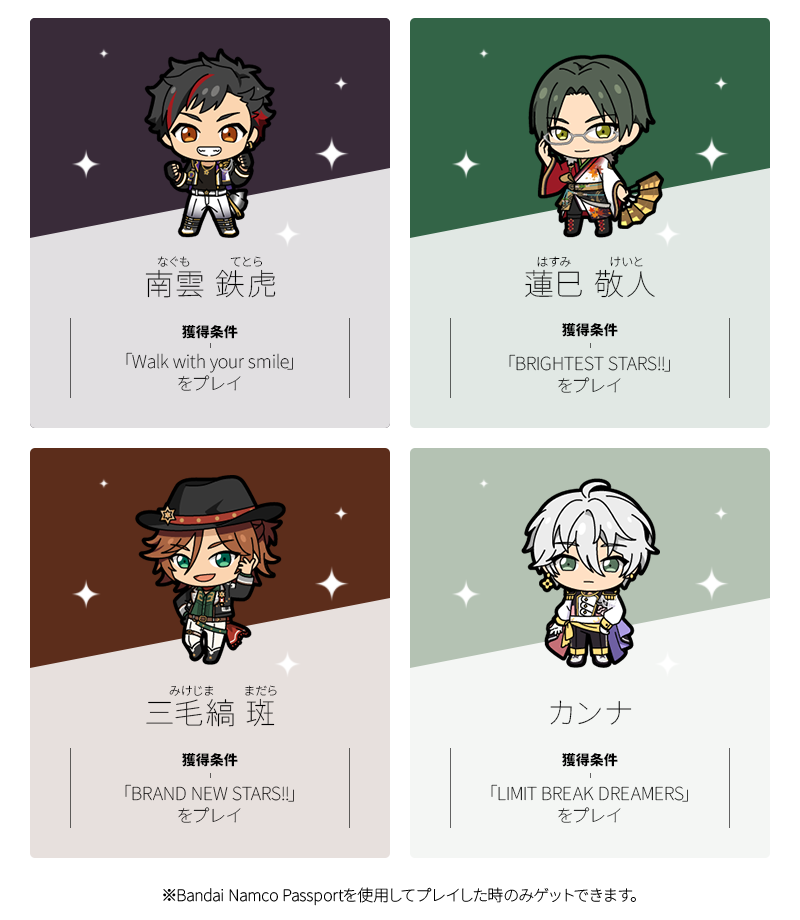 なぐも てとら
南雲 鉄虎
獲得条件
「Walk with your smile」
をプレイ
はすみ けいと
蓮巳 敬人
獲得条件
「BRIGHTEST STARS!!」
をプレイ
みけじま まだら
三毛縞 斑
獲得条件
「BRAND NEW STARS!!」
をプレイ
カンナ
獲得条件
「LIMIT BREAK DREAMERS」
をプレイ
※Bandai Namco Passportを使用してプレイした時のみゲットできます。